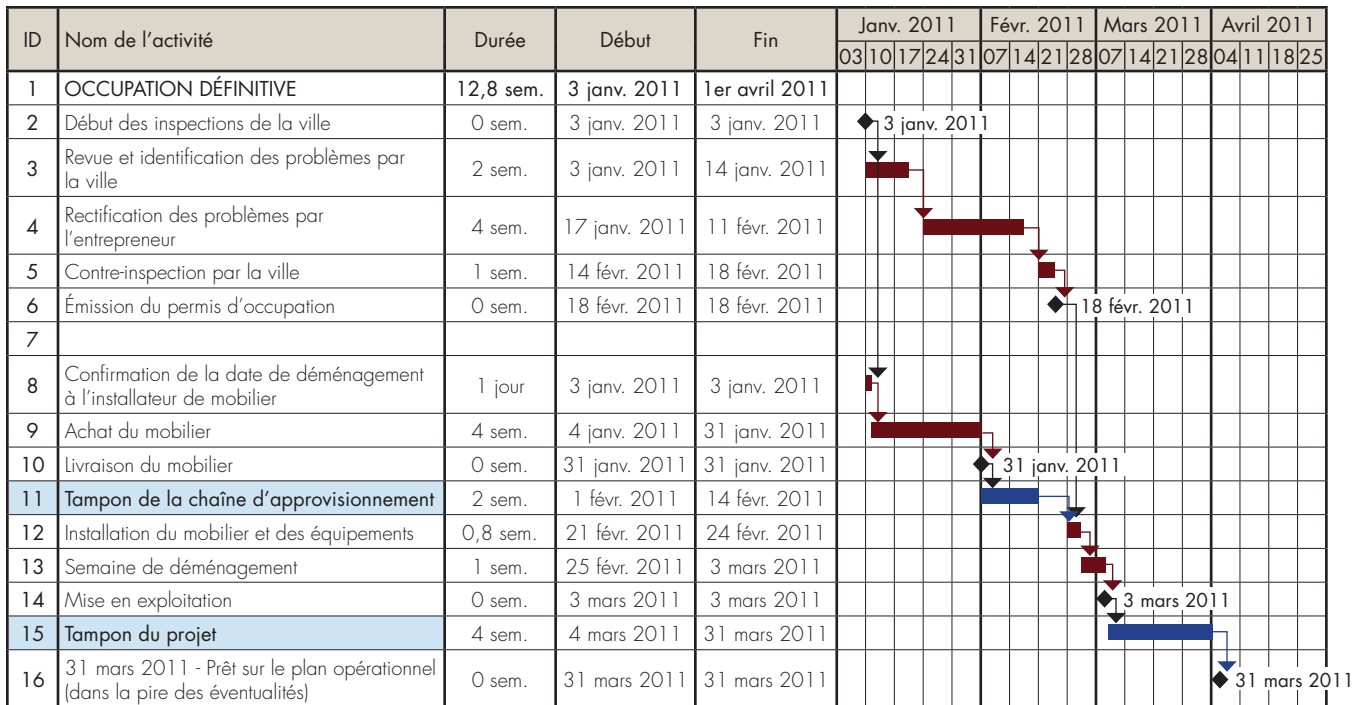 ID Nom de l'activité Durée Début Fin Janv. 2011 Févr. 2011 Mars 2011 Avril 2011
03 10 17 24 31 07 14 21 28 07 14 21 28 04 11 18 25
1 OCCUPATION DÉFINITIVE 12,8 sem. 3 janv. 2011 1er avril 2011
2 Début des inspections de la ville 0 sem. 3 janv. 2011 3 janv. 2011 3 janv. 2011
3 Revue et identification des problèmes par
la ville 2 sem. 3 janv. 2011 14 janv. 2011
4 Rectification des problèmes par
l'entrepreneur 4 sem. 17 janv. 2011 11 févr. 2011
5 Contre-inspection par la ville 1 sem. 14 févr. 2011 18 févr. 2011
6 Émission du permis d'occupation 0 sem. 18 févr. 2011 18 févr. 2011 18 févr. 2011
7
8 Confirmation de la date de déménagement
à l'installateur de mobilier 1 jour 3 janv. 2011 3 janv. 2011
9 Achat du mobilier 4 sem. 4 janv. 2011 31 janv. 2011
10 Livraison du mobilier 0 sem. 31 janv. 2011 31 janv. 2011 31 janv. 2011
11 Tampon de la chaîne d'approvisionnement 2 sem. 1 févr. 2011 14 févr. 2011
12 Installation du mobilier et des équipements 0,8 sem. 21 févr. 2011 24 févr. 2011
13 Semaine de déménagement 1 sem. 25 févr. 2011 3 mars 2011
14 Mise en exploitation 0 sem. 3 mars 2011 3 mars 2011 3 mars 2011
15 Tampon du projet 4 sem. 4 mars 2011 31 mars 2011
16 31 mars 2011 - Prêt sur le plan opérationnel
(dans la pire des éventualités) 0 sem. 31 mars 2011 31 mars 2011 31 mars 2011